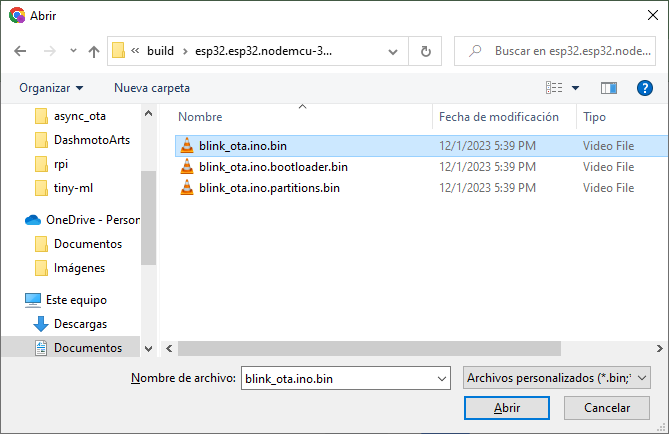 Abrir
« build › esp32.esp32.nodemcu-3...
Buscar en esp32.esp32.node...
Organizar Nueva carpeta
Nombre Fecha de modificación Tipo
async_ota
DashmotoArts
rpi
tiny-ml
OneDrive - Person
Documentos
Imágenes
Este equipo
Descargas
Documentos
blink_ota.ino.bin 12/1/2023 5:39 PM Video File
blink_ota.ino.bootloader.bin 12/1/2023 5:39 PM Video File
blink_ota.ino.partitions.bin 12/1/2023 5:39 PM Video File
Nombre de archivo: blink_ota.ino.bin Archivos personalizados (*.bin;*
Abrir Cancelar